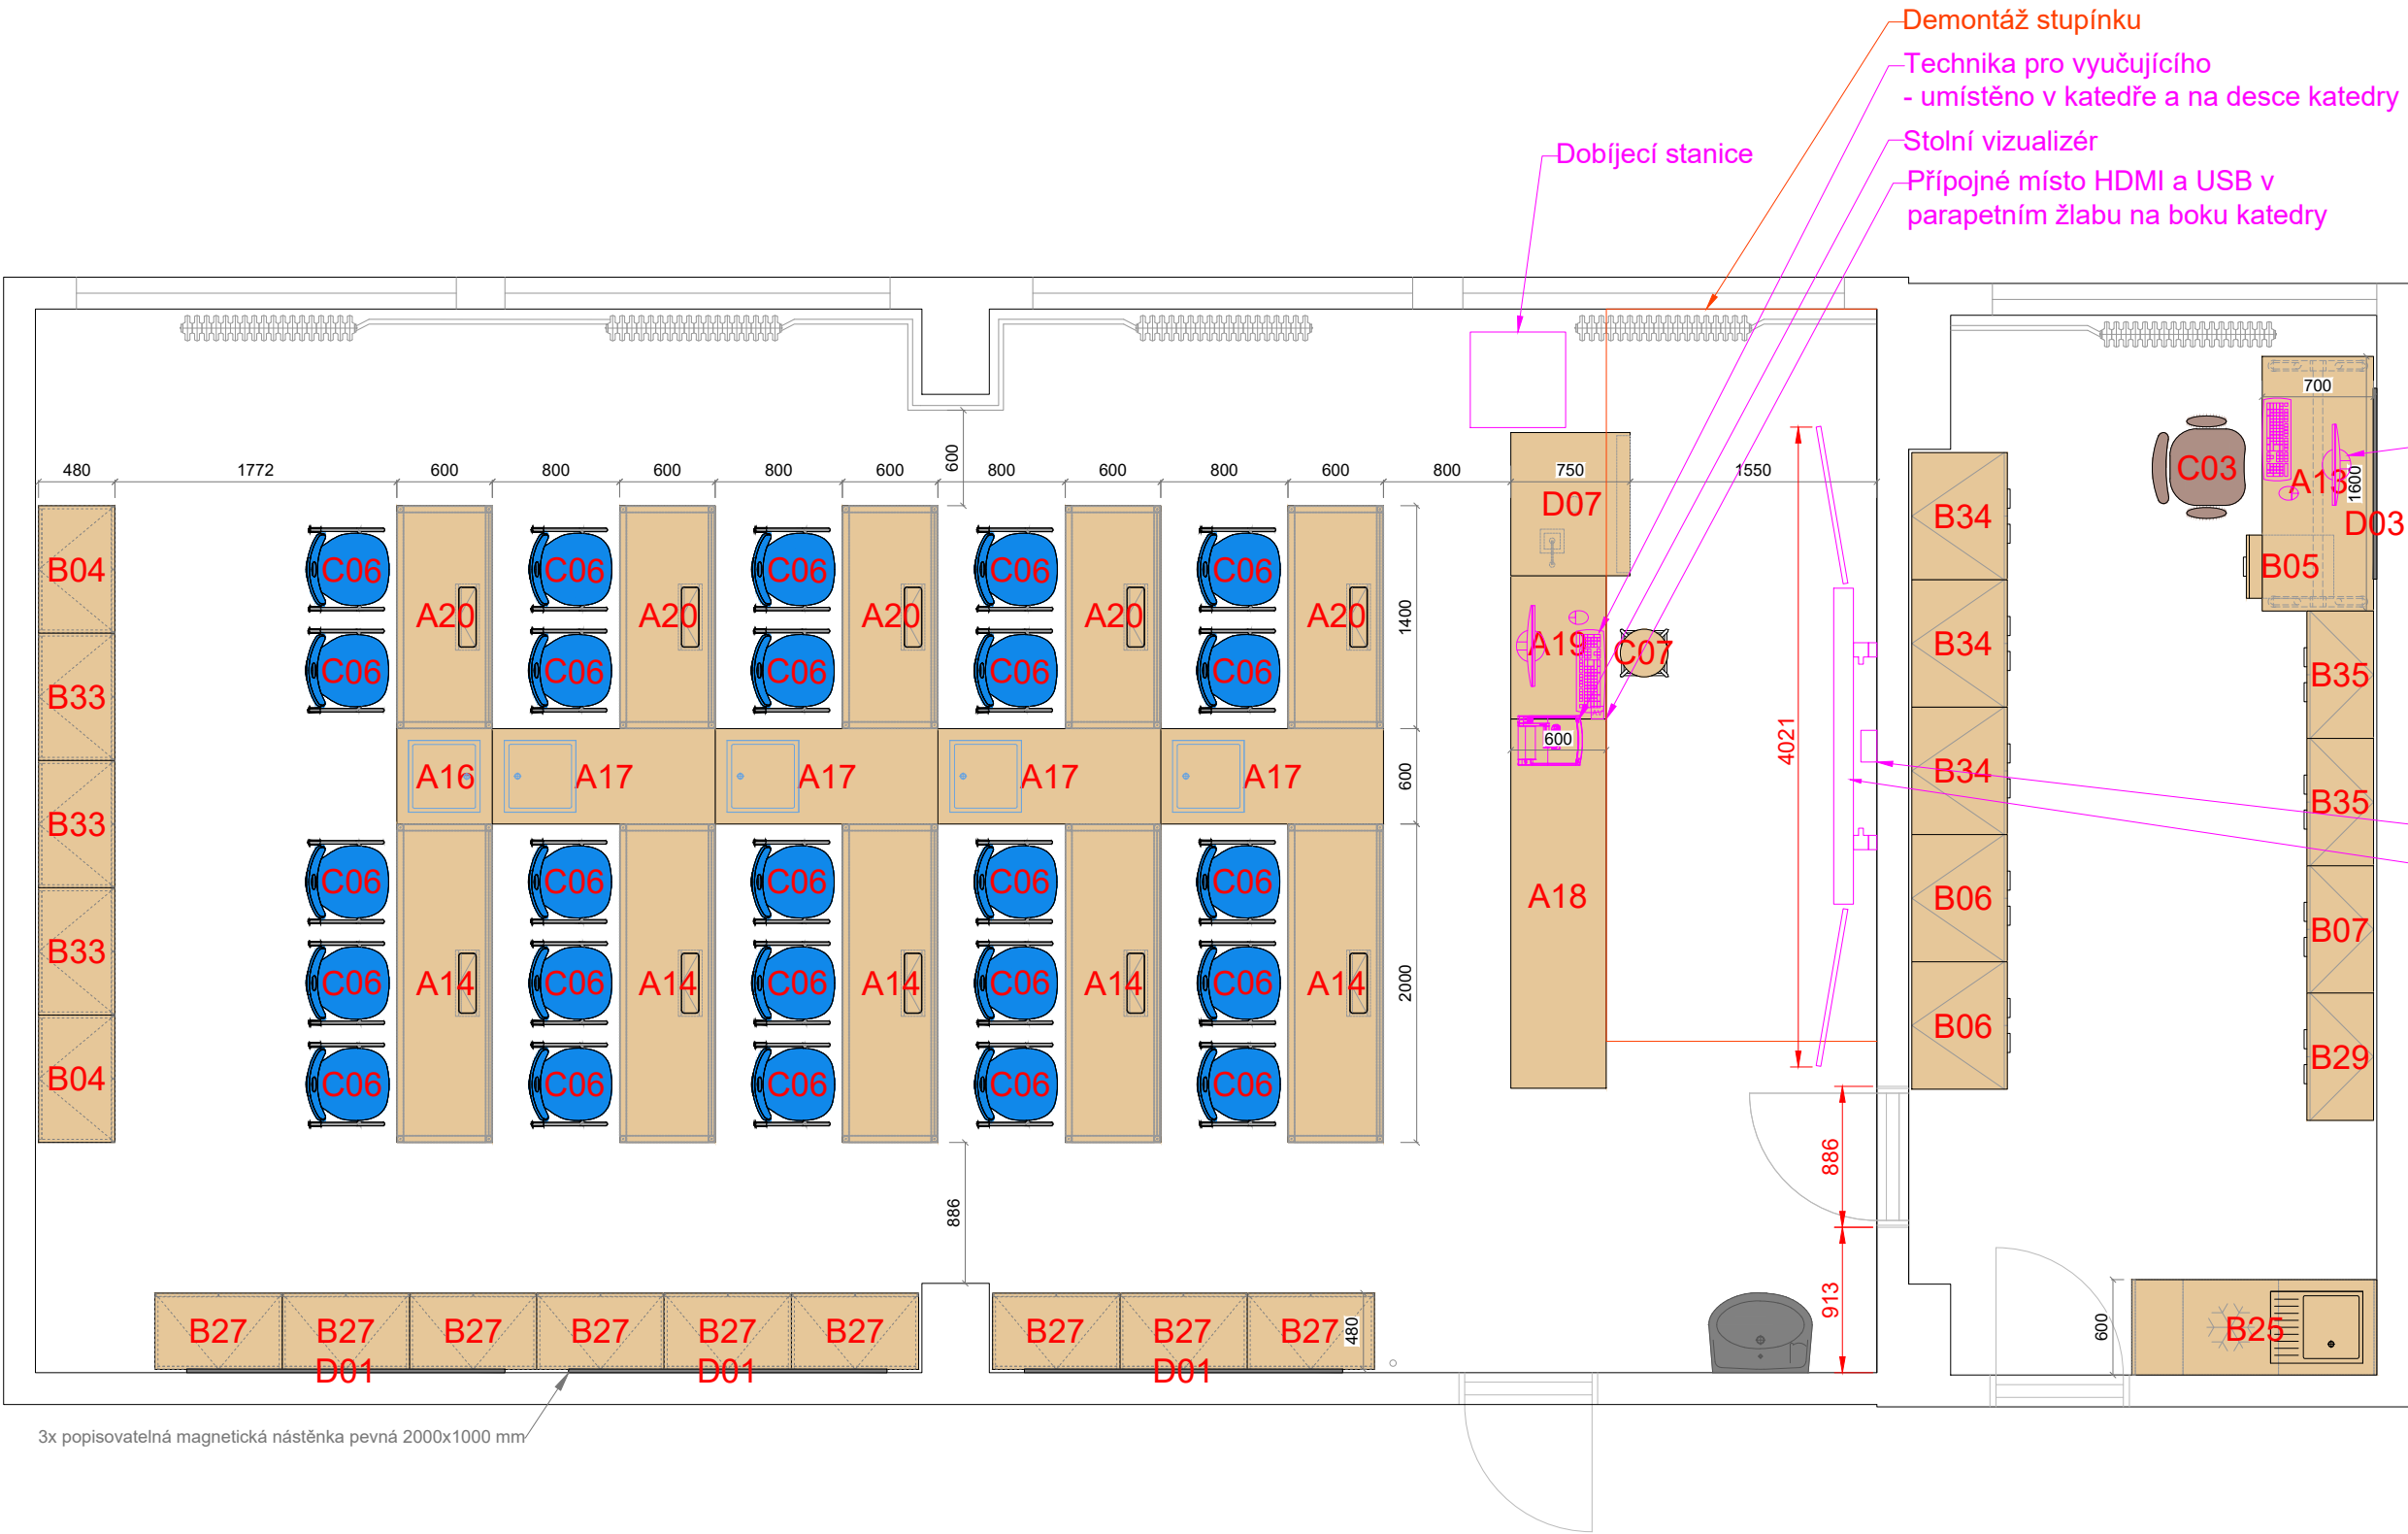 Demontáž stupínku
Technika pro vyučujícího
- umístěno v katedře a na desce katedry
Stolní vizualizér
Dobíjecí stanice
Přípojné místo HDMI a USB v
parapetním žlabu na boku katedry
480 1772 600 800 600 800 600 600 800 600 800 600 800 750 1550
700
C03 A13 1600 D03
B05
D07
B34
B34
B34
B06
B06
B35
B35
B07
B29
B04
B33
B33
B33
B04
C06 C06 C06 C06 C06
A20 A20 A20 A20 A20 1400
C06 C06 C06 C06 C06
A19 C07
600
4021
A16 A17 A17 A17 A17 600
C06 C06 C06 C06 C06
A18
C06 A14 C06 A14 C06 A14 C06 A14 C06 A14 2000
C06 C06 C06 C06 C06
886
886
913
B27 B27 B27 B27 B27 B27 B27 B27 B27 480
D01 D01 D01
600 B25
3x popisovatelná magnetická nástěnka pevná 2000x1000 mm